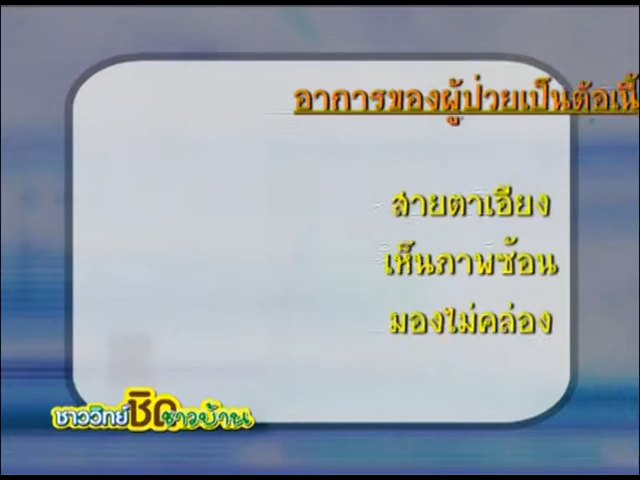 อาการของผู้ป่วยเป็นต้อเนื้
สายตาเอียง
เห็นภาพซ้อน
มองไม่คล่อง
ชาววิทย์ชิดชาวบ้าน